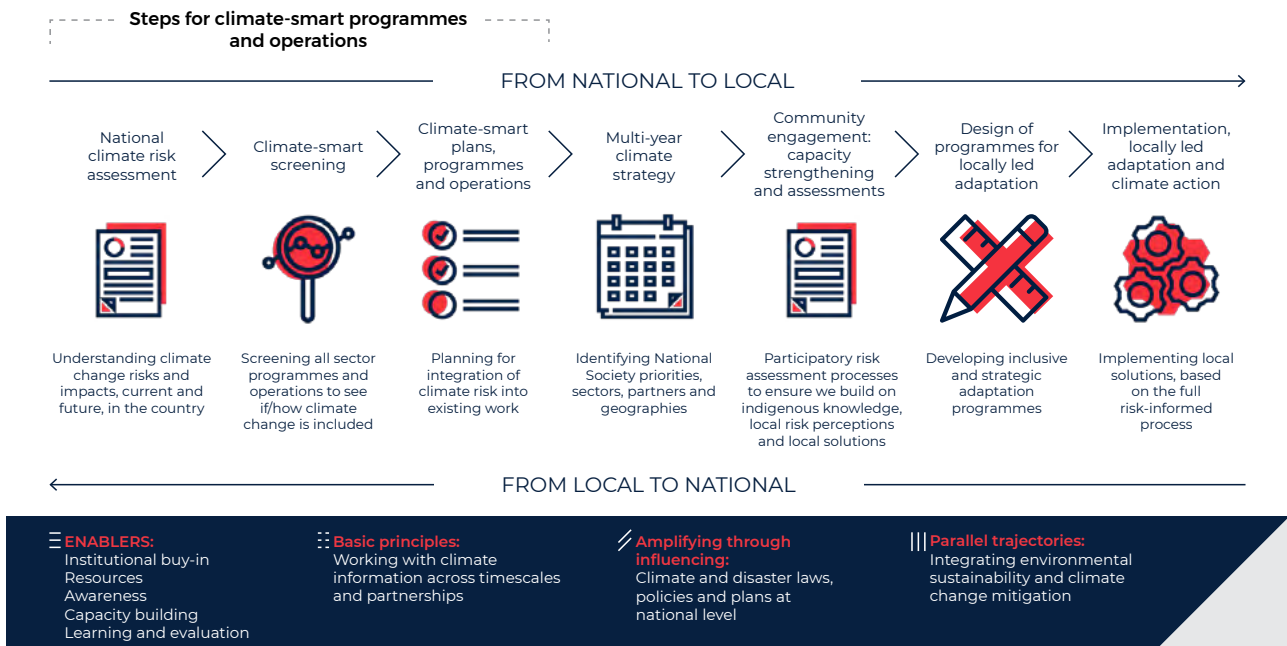 Steps for climate-smart programmes
and operations
FROM NATIONAL TO LOCAL
National
climate risk
assessment
Climate-smart
screening
Climate-smart
plans,
programmes
and operations
Multi-year
climate
strategy
Community
engagement:
capacity
strengthening
and assessments
Design of
programmes for
locally led
adaptation
Implementation,
locally led
adaptation and
climate action
Understanding climate
change risks and
impacts, current and
future, in the country
Screening all sector
programmes and
operations to see
if/how climate
change is included
Planning for
integration of
climate risk into
existing work
Identifying National
Society priorities,
sectors, partners and
geographies
Participatory risk
assessment processes
to ensure we build on
indigenous knowledge,
local risk perceptions
and local solutions
Developing inclusive
and strategic
adaptation
programmes
Implementing local
solutions, based
on the full
risk-informed
process
FROM LOCAL TO NATIONAL
ENABLERS:
Institutional buy-in
Resources
Awareness
Capacity building
Learning and evaluation
Basic principles:
Working with climate
information across timescales
and partnerships
Amplifying through
influencing:
Climate and disaster laws,
policies and plans at
national level
Parallel trajectories:
Integrating environmental
sustainability and climate
change mitigation